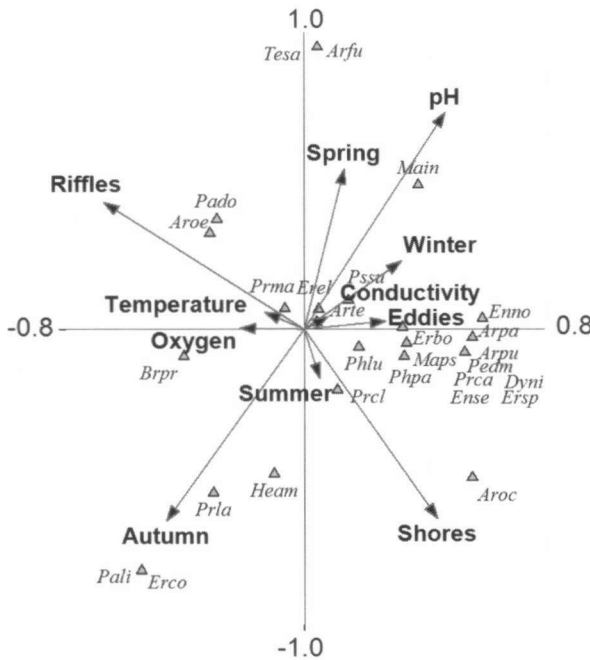 1.0
Tesa Arfu
pH
Spring
Main
Riffles
Pado
Aroe
Winter
Pssu
Prma Erel
Conductivity
Temperature
Arte
Eddies
Enno
-0.8
0.8
Oxygen
Erbo
Arpa
Brpr
Phlu
Maps
Arpu
Phpa
Pedm
Summer
Prcl
Prca Dyni
Ense Ersp
Heam
Aroc
Prla
Autumn
Shores
Pali Erco
-1.0